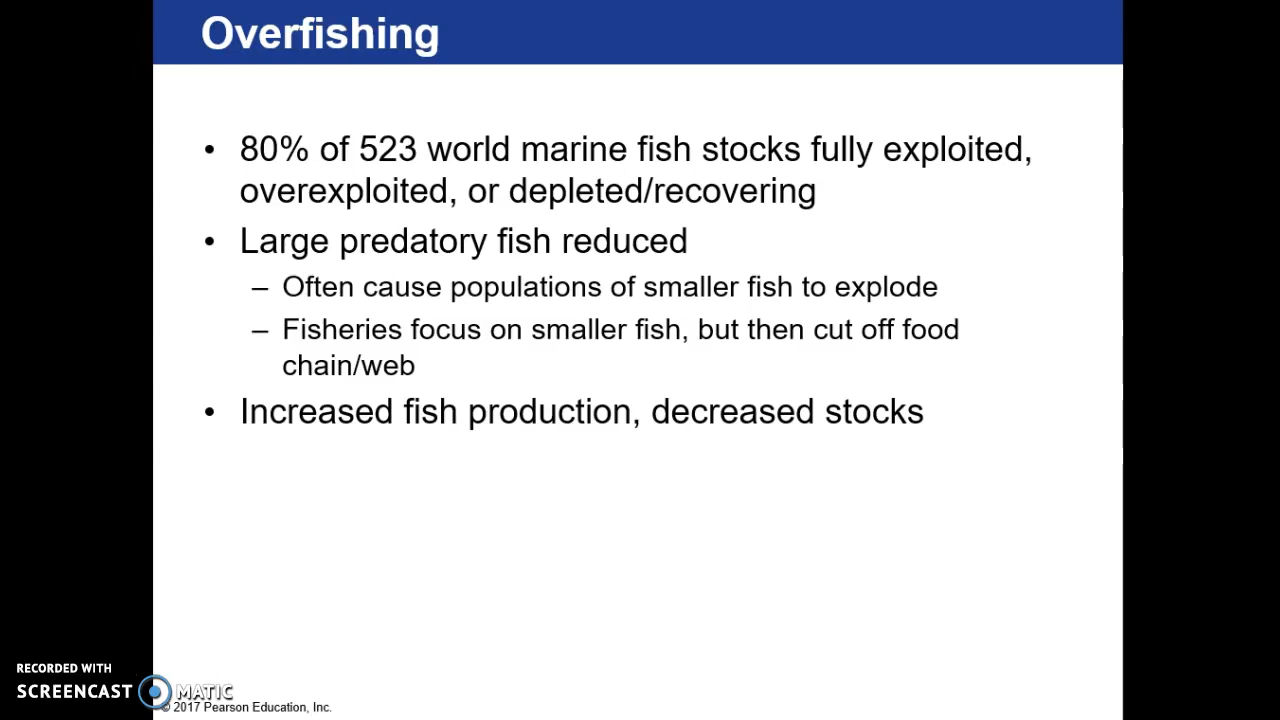 Overfishing
• 80% of 523 world marine fish stocks fully exploited,
overexploited, or depleted/recovering
• Large predatory fish reduced
– Often cause populations of smaller fish to explode
– Fisheries focus on smaller fish, but then cut off food
chain/web
• Increased fish production, decreased stocks
RECORDED WITH
SCREENCAST MATIC
© 2017 Pearson Education, Inc.